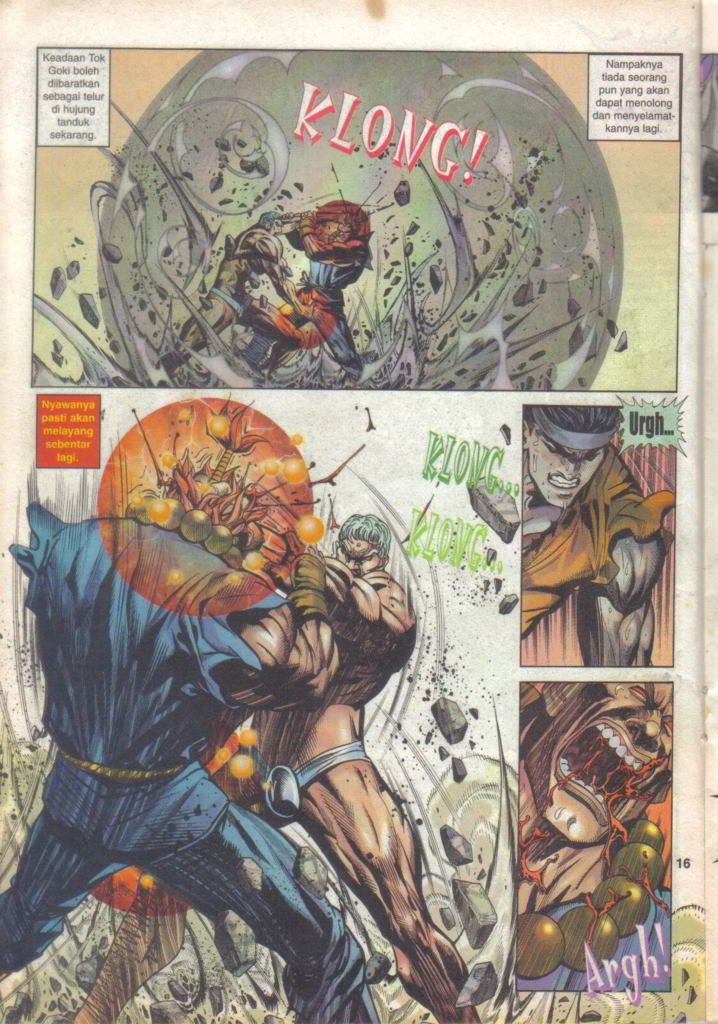 Keadaan Tok
Goki boleh
diibaratkan
sebagai telur
di hujung
tanduk
sekarang.
Nampaknya
tiada seorang
pun yang akan
dapat menolong
dan menyelamat-
kannya lagi.
KLONG!
Nyawanya
pasti akan
melayang
sebentar
lagi.
KLONG...
KLONG...
Urgh...
Argh!
16